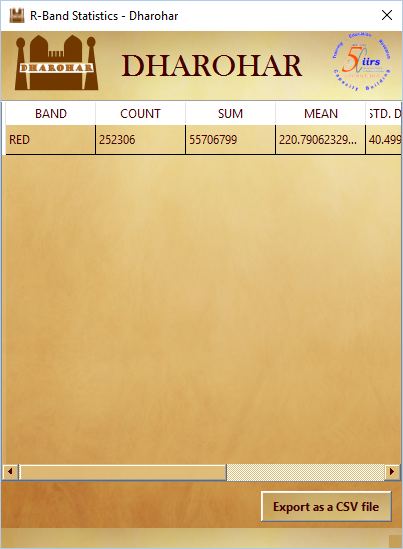 R-Band Statistics - Dharohar
DHAROHAR
DHAROHAR
Training Education Research
50 iirs
Capacity Building
BAND COUNT SUM MEAN STD. D
RED 252306 55706799 220.79062329... 40.499
Export as a CSV file